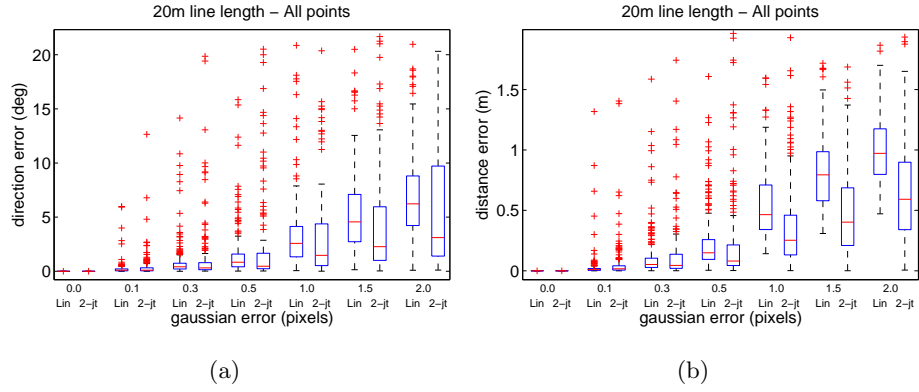 20m line length − All points
direction error (deg)
20
15
10
5
0
0.0 0.1 0.3 0.5 1.0 1.5 2.0
Lin 2−jt Lin 2−jt Lin 2−jt Lin 2−jt Lin 2−jt Lin 2−jt Lin 2−jt
gaussian error (pixels)
(a)
20m line length − All points
distance error (m)
1.5
1
0.5
0
0.0 0.1 0.3 0.5 1.0 1.5 2.0
Lin 2−jt Lin 2−jt Lin 2−jt Lin 2−jt Lin 2−jt Lin 2−jt Lin 2−jt
gaussian error (pixels)
(b)